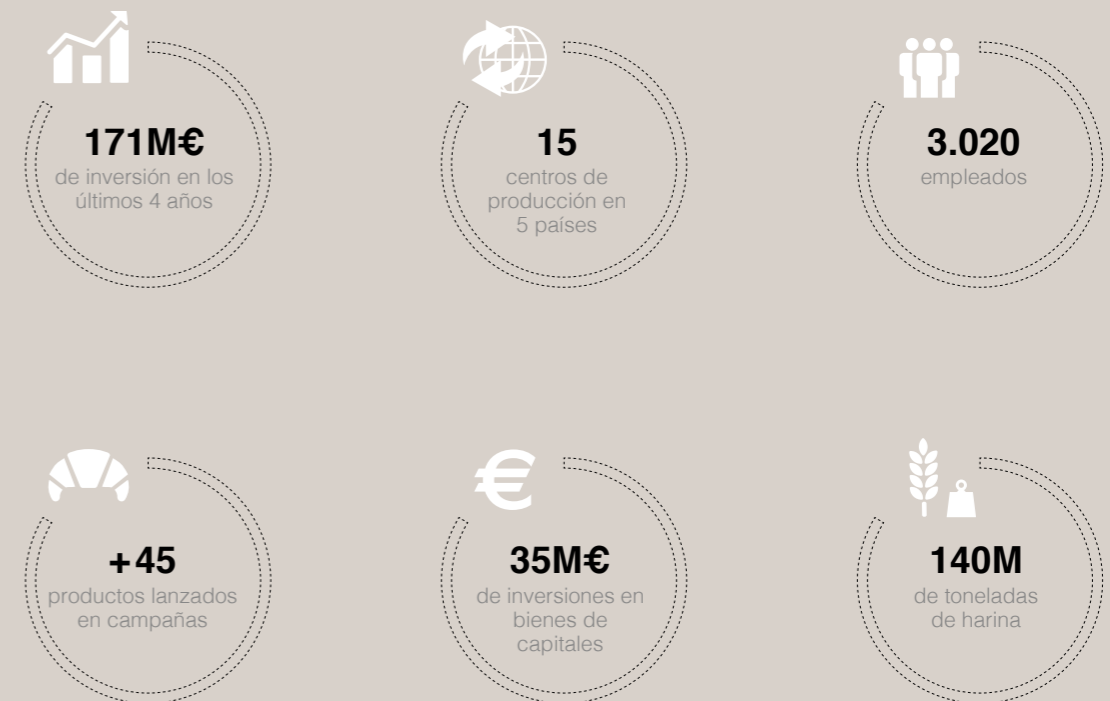 171M€
de inversión en los
últimos 4 años
15
centros de
producción en
5 países
3.020
empleados
+45
productos lanzados
en campañas
35M€
de inversiones en
bienes de
capitales
140M
de toneladas
de harina